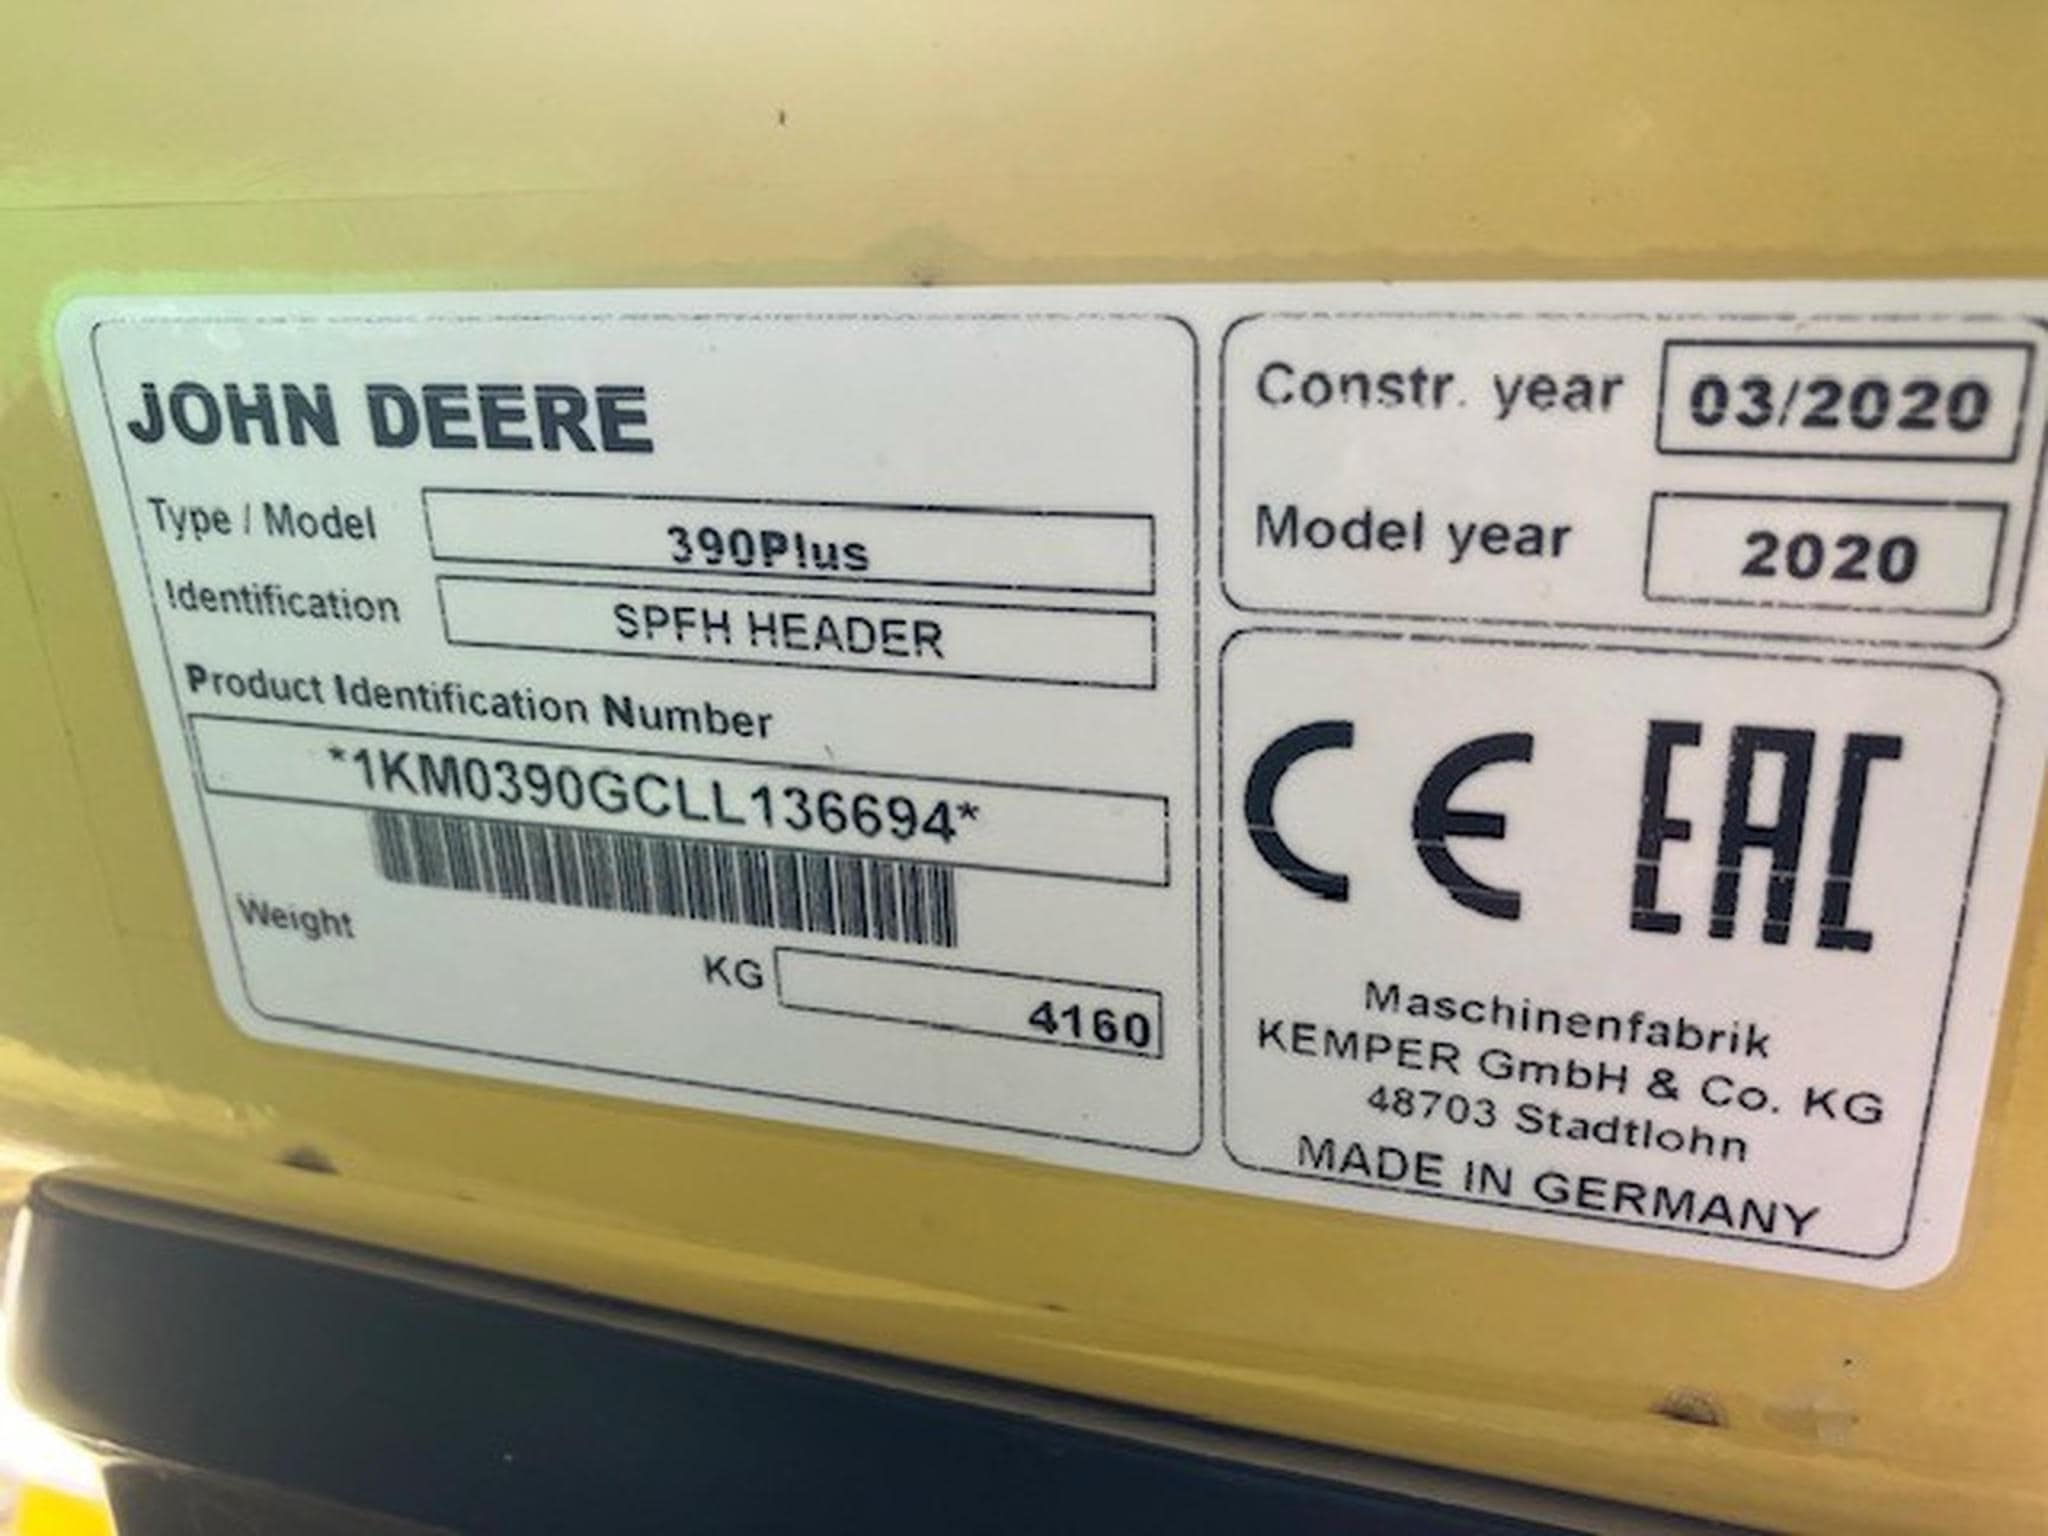 JOHN DEERE
Type / Model 390Plus
Identification SPFH HEADER
Product Identification Number
*1KM0390GCLL136694*
Weight
KG 4160
Constr. year 03/2020
Model year 2020
CE EAC
Maschinenfabrik
KEMPER GmbH & Co. KG
48703 Stadtlohn
MADE IN GERMANY